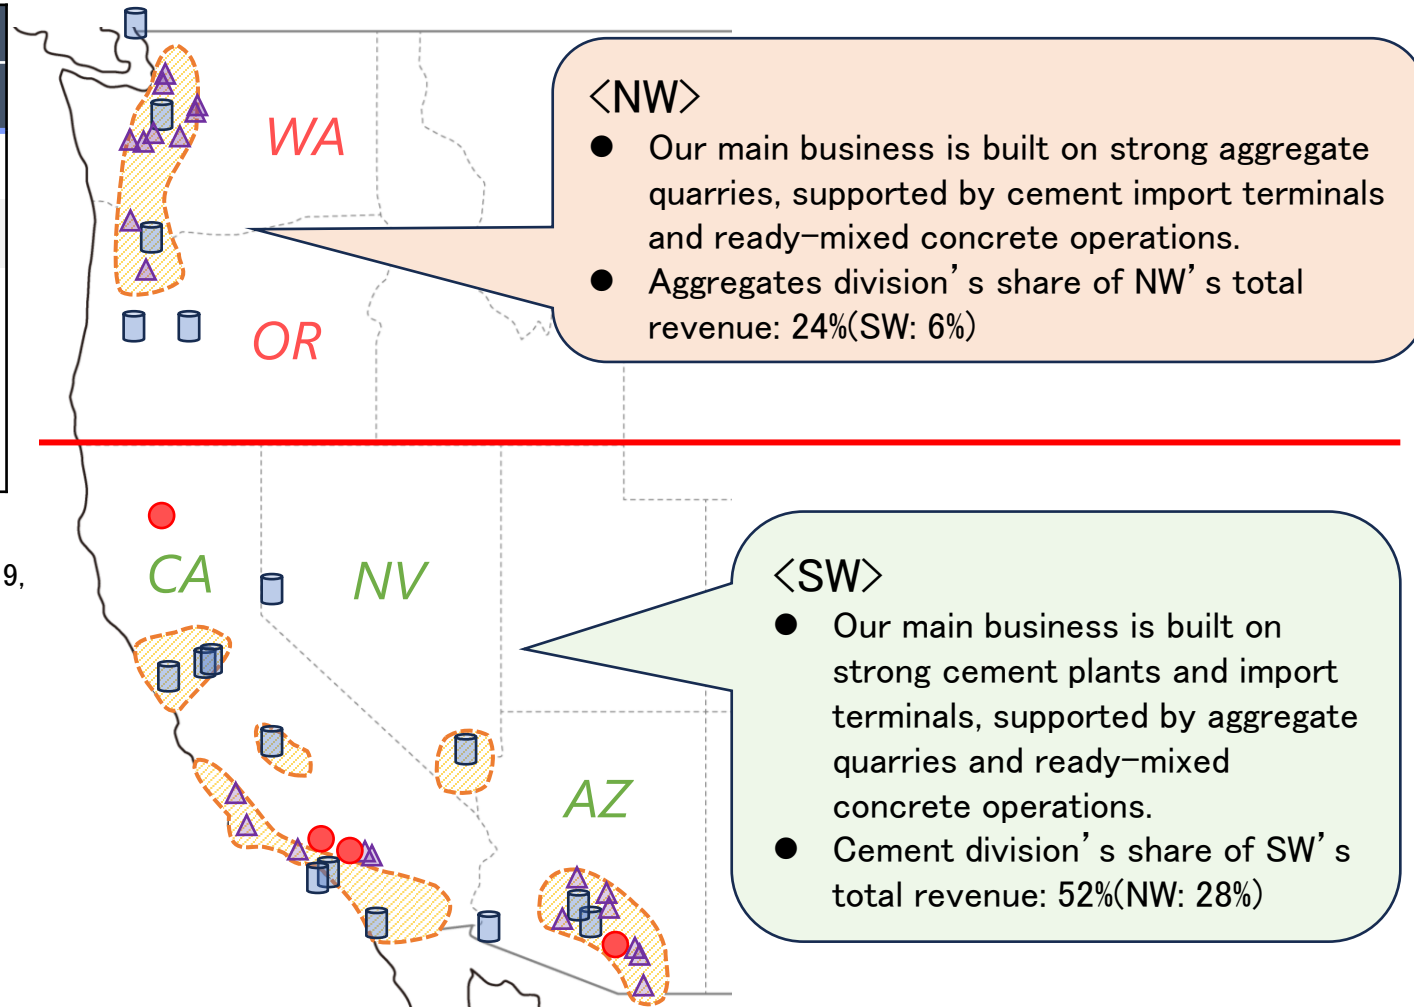 WA
OR
<NW>
● Our main business is built on strong aggregate
quarries, supported by cement import terminals
and ready-mixed concrete operations.
● Aggregates division's share of NW's total
revenue: 24%(SW: 6%)
9,
CA
NV
AZ
<SW>
● Our main business is built on
strong cement plants and import
terminals, supported by aggregate
quarries and ready-mixed
concrete operations.
● Cement division's share of SW's
total revenue: 52%(NW: 28%)